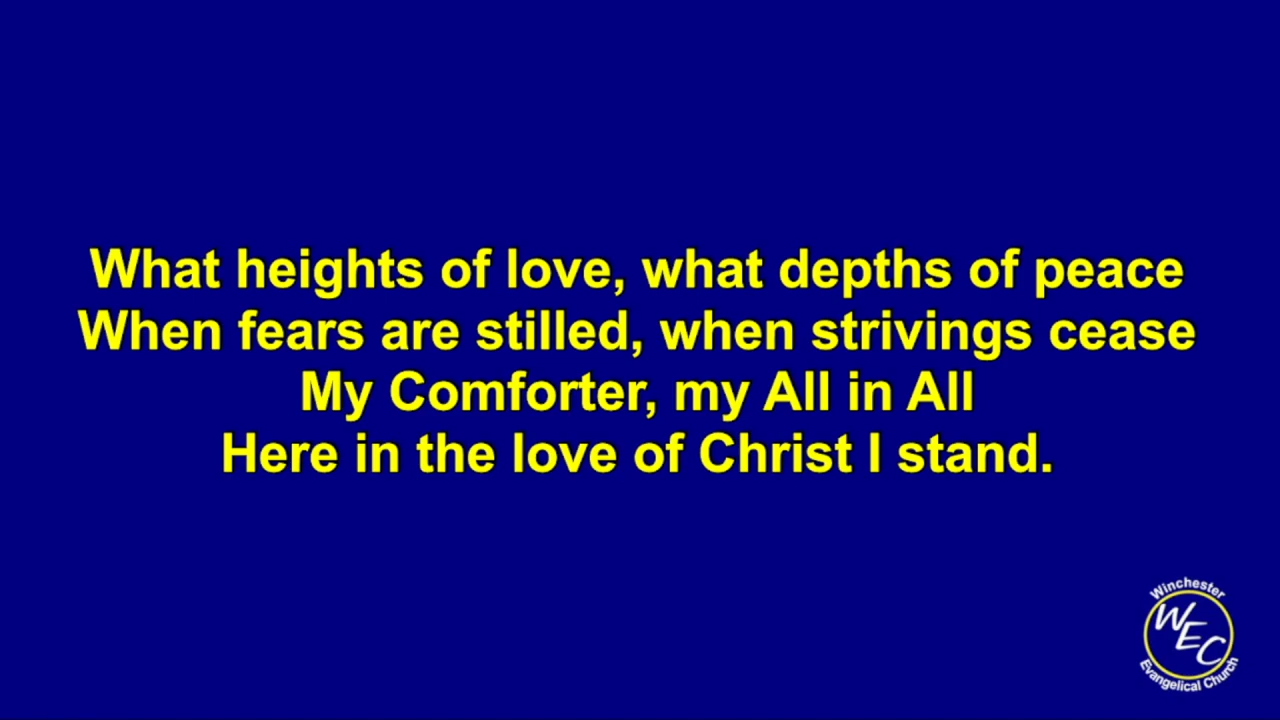 What heights of love, what depths of peace
When fears are stilled, when strivings cease
My Comforter, my All in All
Here in the love of Christ I stand.
Winchester
WEC
Evangelical Church